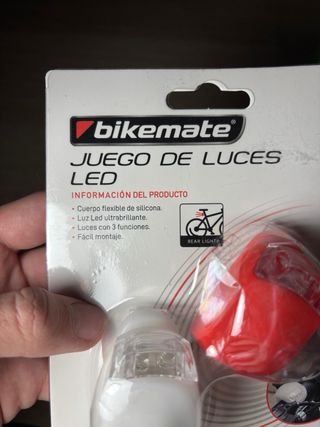 bikemate®
JUEGO DE LUCES
LED
INFORMACIÓN DEL PRODUCTO
• Cuerpo flexible de silicona.
• Luz Led ultrabrillante.
• Luces con 3 funciones.
• Fácil montaje.
REAR LIGHT